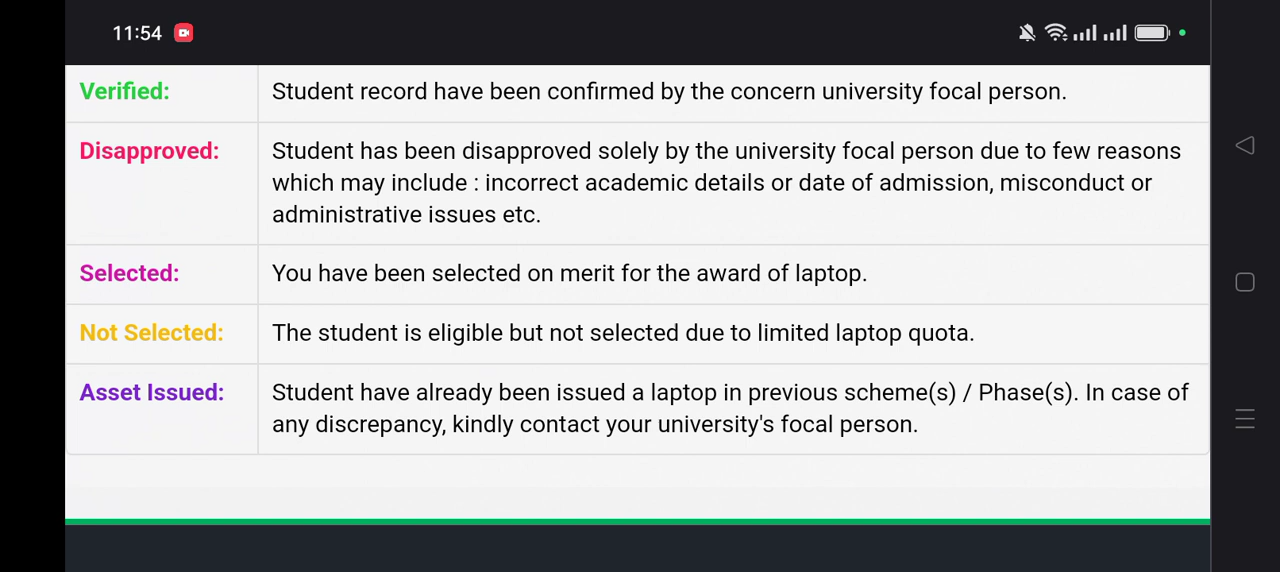 11:54
Verified: Student record have been confirmed by the concern university focal person.
Disapproved: Student has been disapproved solely by the university focal person due to few reasons
which may include : incorrect academic details or date of admission, misconduct or
administrative issues etc.
Selected: You have been selected on merit for the award of laptop.
Not Selected: The student is eligible but not selected due to limited laptop quota.
Asset Issued: Student have already been issued a laptop in previous scheme(s) / Phase(s). In case of
any discrepancy, kindly contact your university's focal person.